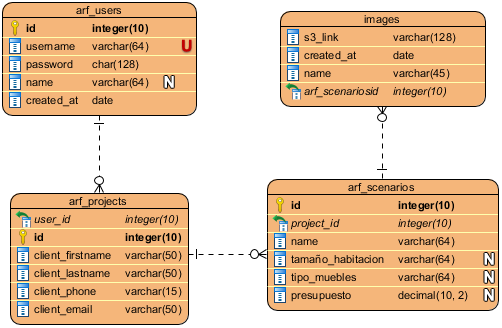 arf_users
id integer(10)
username varchar(64) U
password char(128)
name varchar(64) N
created_at date
images
s3_link varchar(128)
created_at date
name varchar(45)
arf_scenariosid integer(10)
arf_projects
user_id integer(10)
id integer(10)
client_firstname varchar(50)
client_lastname varchar(50)
client_phone varchar(15)
client_email varchar(50)
arf_scenarios
id integer(10)
project_id integer(10)
name varchar(64)
tamaño_habitacion varchar(64) N
tipo_muebles varchar(64) N
presupuesto decimal(10, 2) N